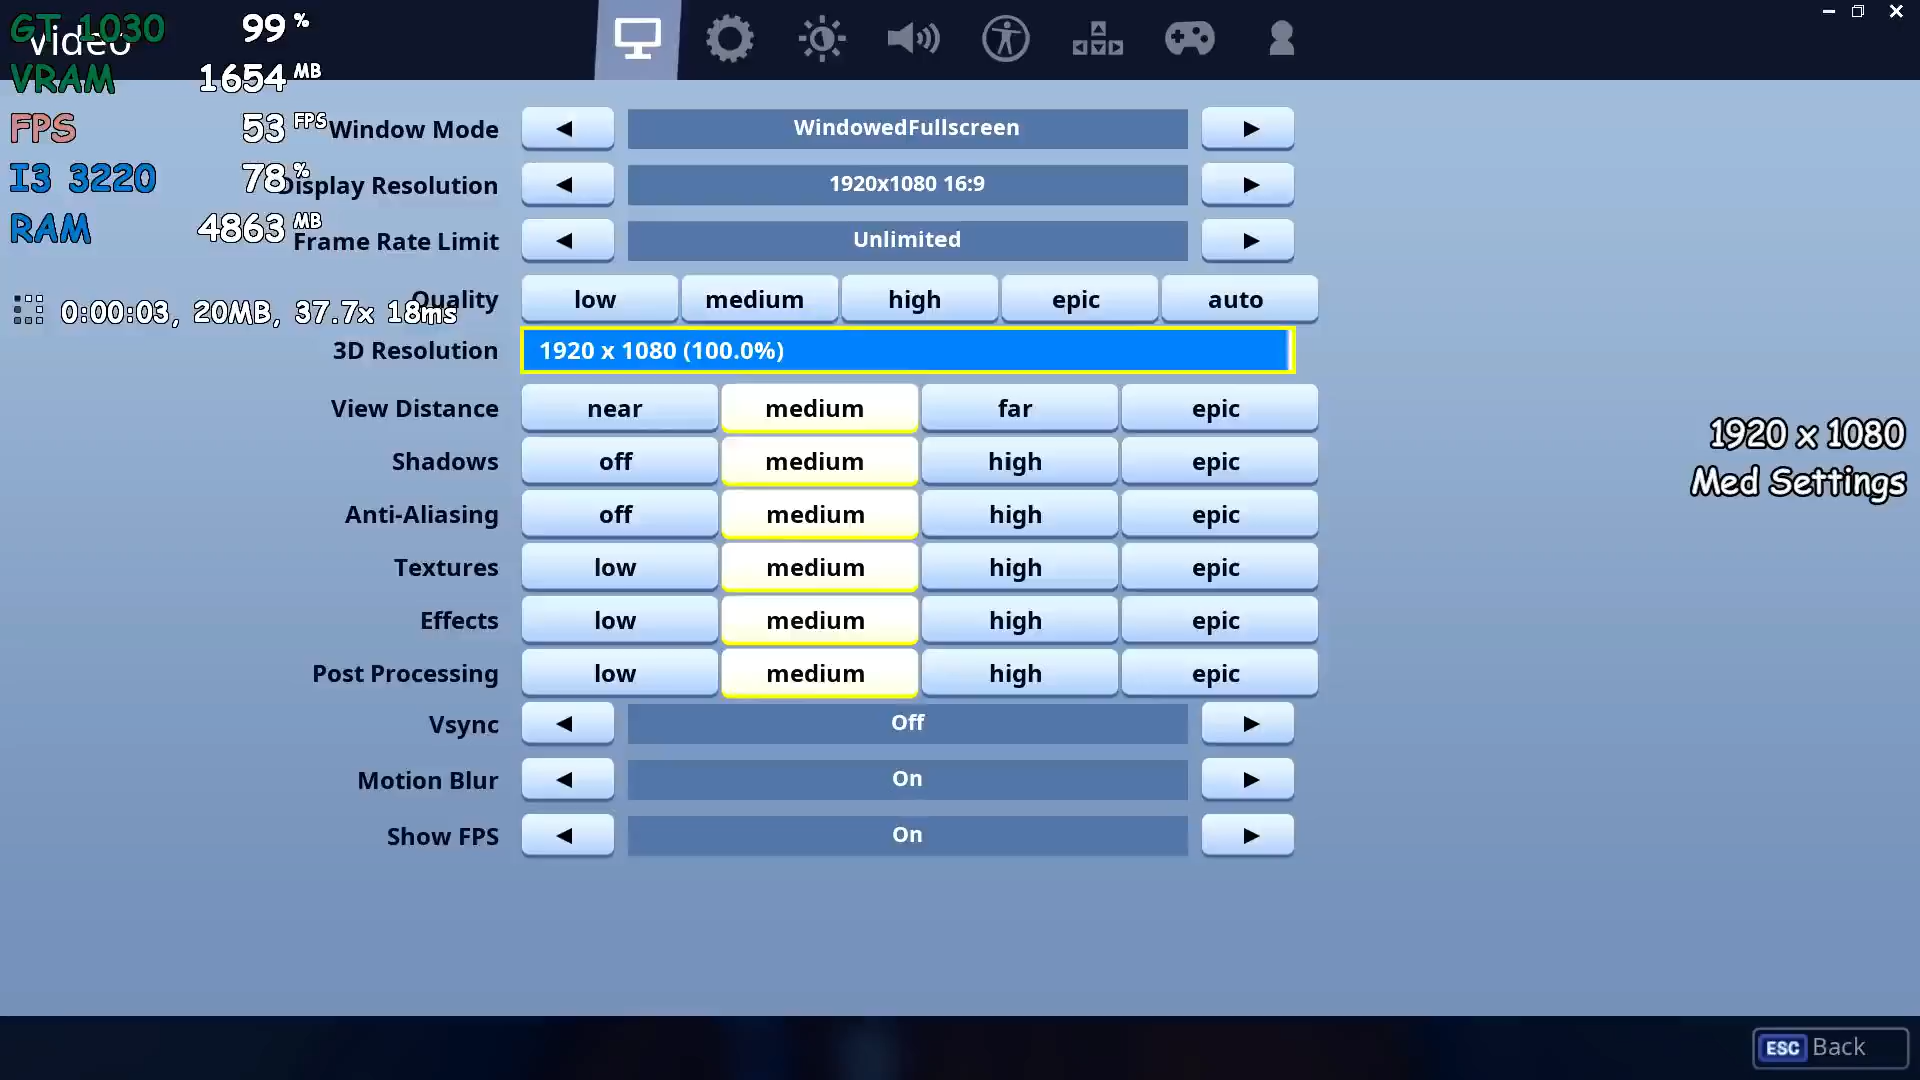 GT 1030 99 %
Video
VRAM 1654 MB
FPS 53 FPS
Window Mode ◀ WindowedFullscreen ▶
I3 3220 78 %
Display Resolution ◀ 1920x1080 16:9 ▶
RAM 4863 MB
Frame Rate Limit ◀ Unlimited ▶
Quality low medium high epic auto
0:00:03, 20MB, 37.7x 18ms
3D Resolution 1920 x 1080 (100.0%)
View Distance near medium far epic
1920 x 1080
Med Settings
Shadows off medium high epic
Anti-Aliasing off medium high epic
Textures low medium high epic
Effects low medium high epic
Post Processing low medium high epic
Vsync ◀ Off ▶
Motion Blur ◀ On ▶
Show FPS ◀ On ▶
ESC Back